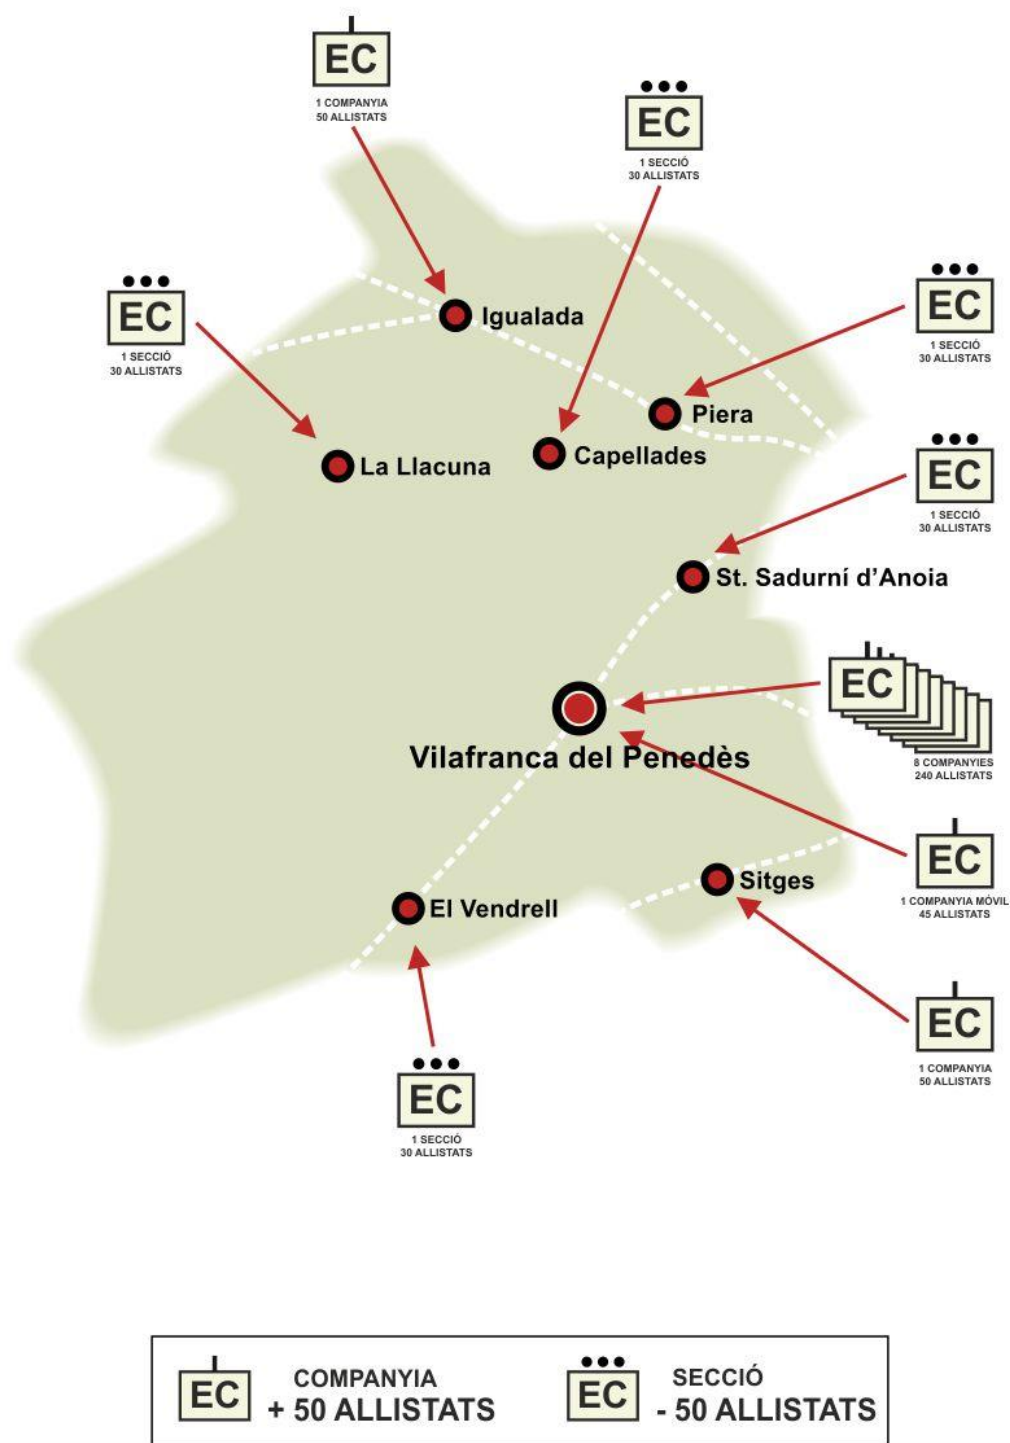 EC
1 COMPANYIA
50 ALLISTATS
EC
1 SECCIÓ
30 ALLISTATS
EC
1 SECCIÓ
30 ALLISTATS
EC
1 SECCIÓ
30 ALLISTATS
Igualada
Piera
Capellades
La Llacuna
EC
1 SECCIÓ
30 ALLISTATS
St. Sadurní d'Anoia
EC
8 COMPANYIES
240 ALLISTATS
Vilafranca del Penedès
EC
1 COMPANYIA MÓVIL
45 ALLISTATS
Sitges
El Vendrell
EC
1 COMPANYIA
50 ALLISTATS
EC
1 SECCIÓ
30 ALLISTATS
EC
COMPANYIA
+ 50 ALLISTATS
EC
SECCIÓ
- 50 ALLISTATS